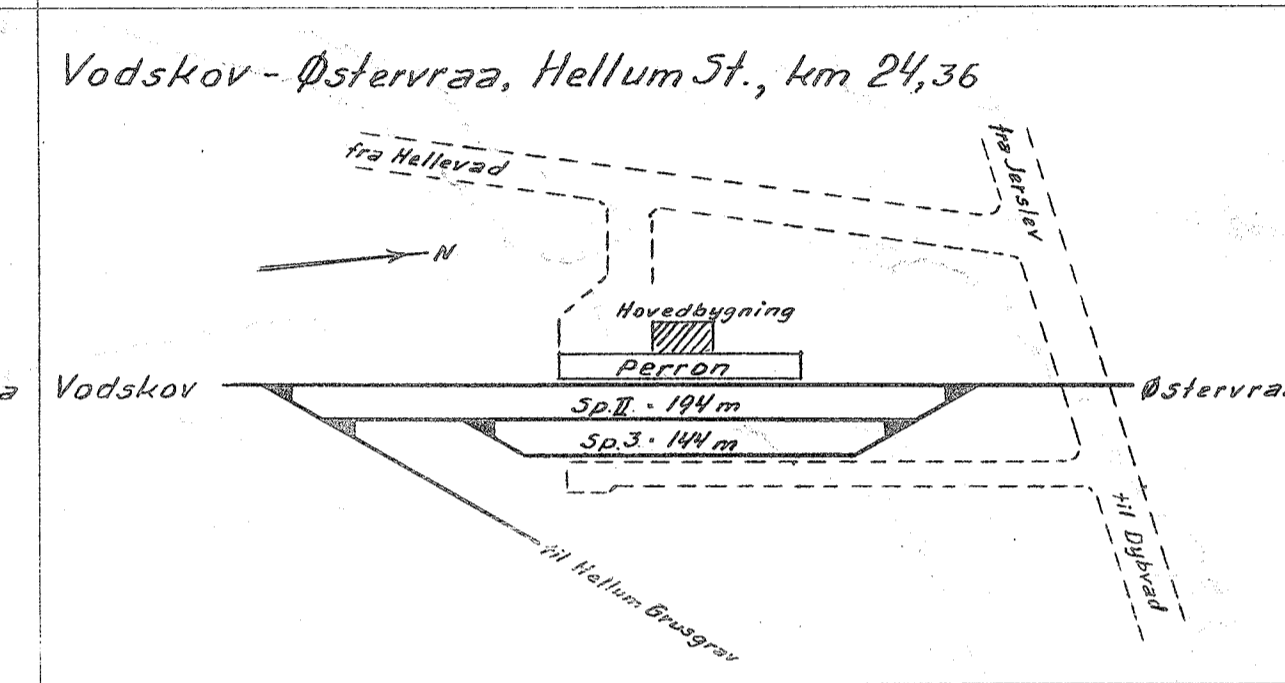 Vodskov - Østervraa, Hellum St., km 24,36
fra Hellevad
fra Jerslev
N
Hovedbygning
Perron
a
Vodskov
Østervraa
Sp.II. - 194 m
Sp.3. - 144 m
til Hellum Grusgrav
til Dybvad